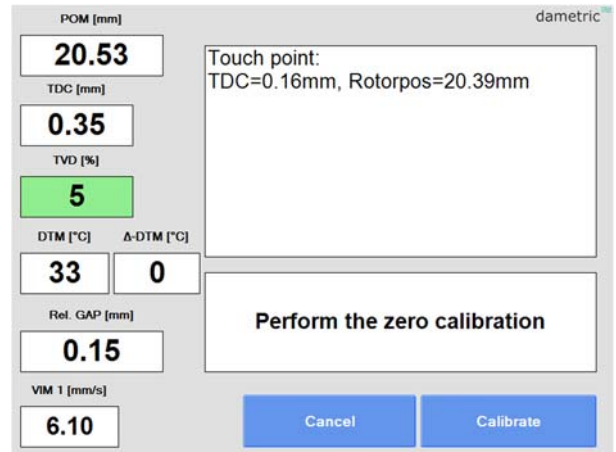 POM [mm]
20.53
TDC [mm]
0.35
TVD [%]
5
DTM [°C] Δ-DTM [°C]
33 0
Rel. GAP [mm]
0.15
VIM 1 [mm/s]
6.10
dametric™
Touch point:
TDC=0.16mm, Rotorpos=20.39mm
Perform the zero calibration
Cancel Calibrate